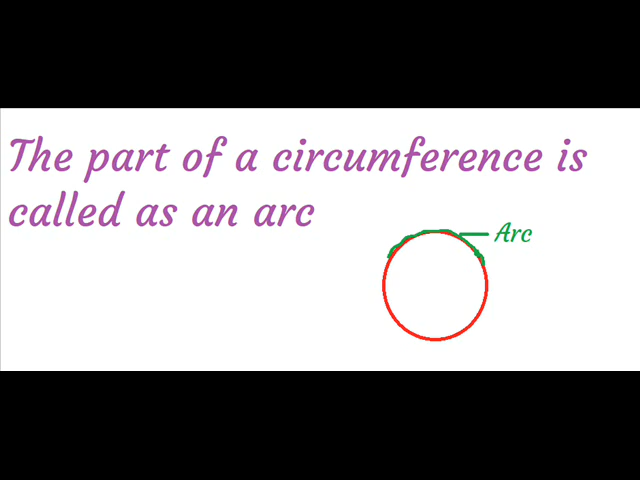 The part of a circumference is
called as an arc
Arc